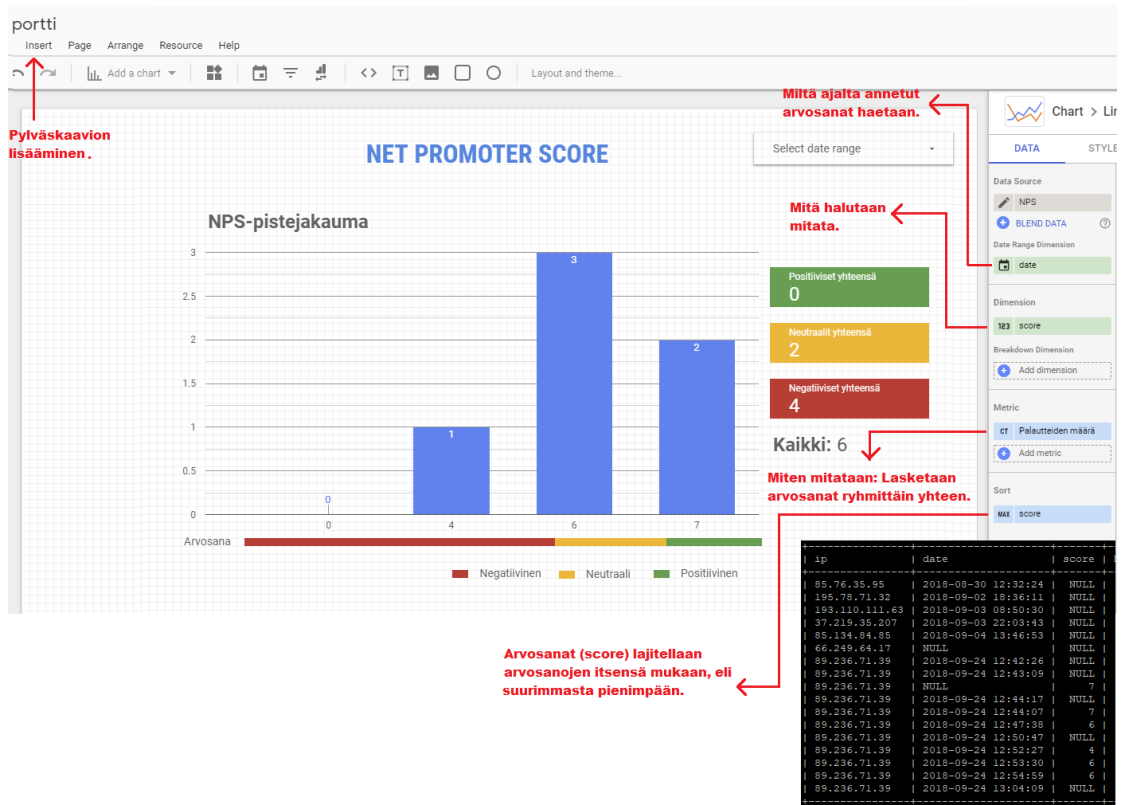 portti
Insert Page Arrange Resource Help
Add a chart
T
Layout and theme...
Pylväskaavion
lisääminen.
Miltä ajalta annetut
arvosanat haetaan.
NET PROMOTER SCORE
Select date range
NPS-pistejakauma
3
2.5
2
1.5
1
0.5
0
0
1
3
2
0 4 6 7
Arvosana
Negatiivinen Neutraali Positiivinen
Mitä halutaan
mitata.
Positiiviset yhteensä
0
Neutraalit yhteensä
2
Negatiiviset yhteensä
4
Kaikki: 6
Miten mitataan: Lasketaan
arvosanat ryhmittäin yhteen.
Chart > Lin
DATA STYLE
Data Source
NPS
BLEND DATA
Date Range Dimension
date
Dimension
123 score
Breakdown Dimension
Add dimension
Metric
CT Palautteiden määrä
Add metric
Sort
MAX score
Arvosanat (score) lajitellaan
arvosanojen itsensä mukaan, eli
suurimmasta pienimpään.
| ip | date | score |
| 85.76.35.95 | 2018-08-30 12:32:24 | NULL |
| 195.78.71.32 | 2018-09-02 18:36:11 | NULL |
| 193.110.111.63 | 2018-09-03 08:50:30 | NULL |
| 37.219.35.207 | 2018-09-03 22:03:43 | NULL |
| 85.134.84.85 | 2018-09-04 13:46:53 | NULL |
| 66.249.64.17 | NULL | NULL |
| 89.236.71.39 | 2018-09-24 12:42:26 | NULL |
| 89.236.71.39 | 2018-09-24 12:43:09 | NULL |
| 89.236.71.39 | NULL | 7 |
| 89.236.71.39 | 2018-09-24 12:44:17 | NULL |
| 89.236.71.39 | 2018-09-24 12:44:07 | 7 |
| 89.236.71.39 | 2018-09-24 12:47:38 | 6 |
| 89.236.71.39 | 2018-09-24 12:50:47 | NULL |
| 89.236.71.39 | 2018-09-24 12:52:27 | 4 |
| 89.236.71.39 | 2018-09-24 12:53:30 | 6 |
| 89.236.71.39 | 2018-09-24 12:54:59 | 6 |
| 89.236.71.39 | 2018-09-24 13:04:09 | NULL |